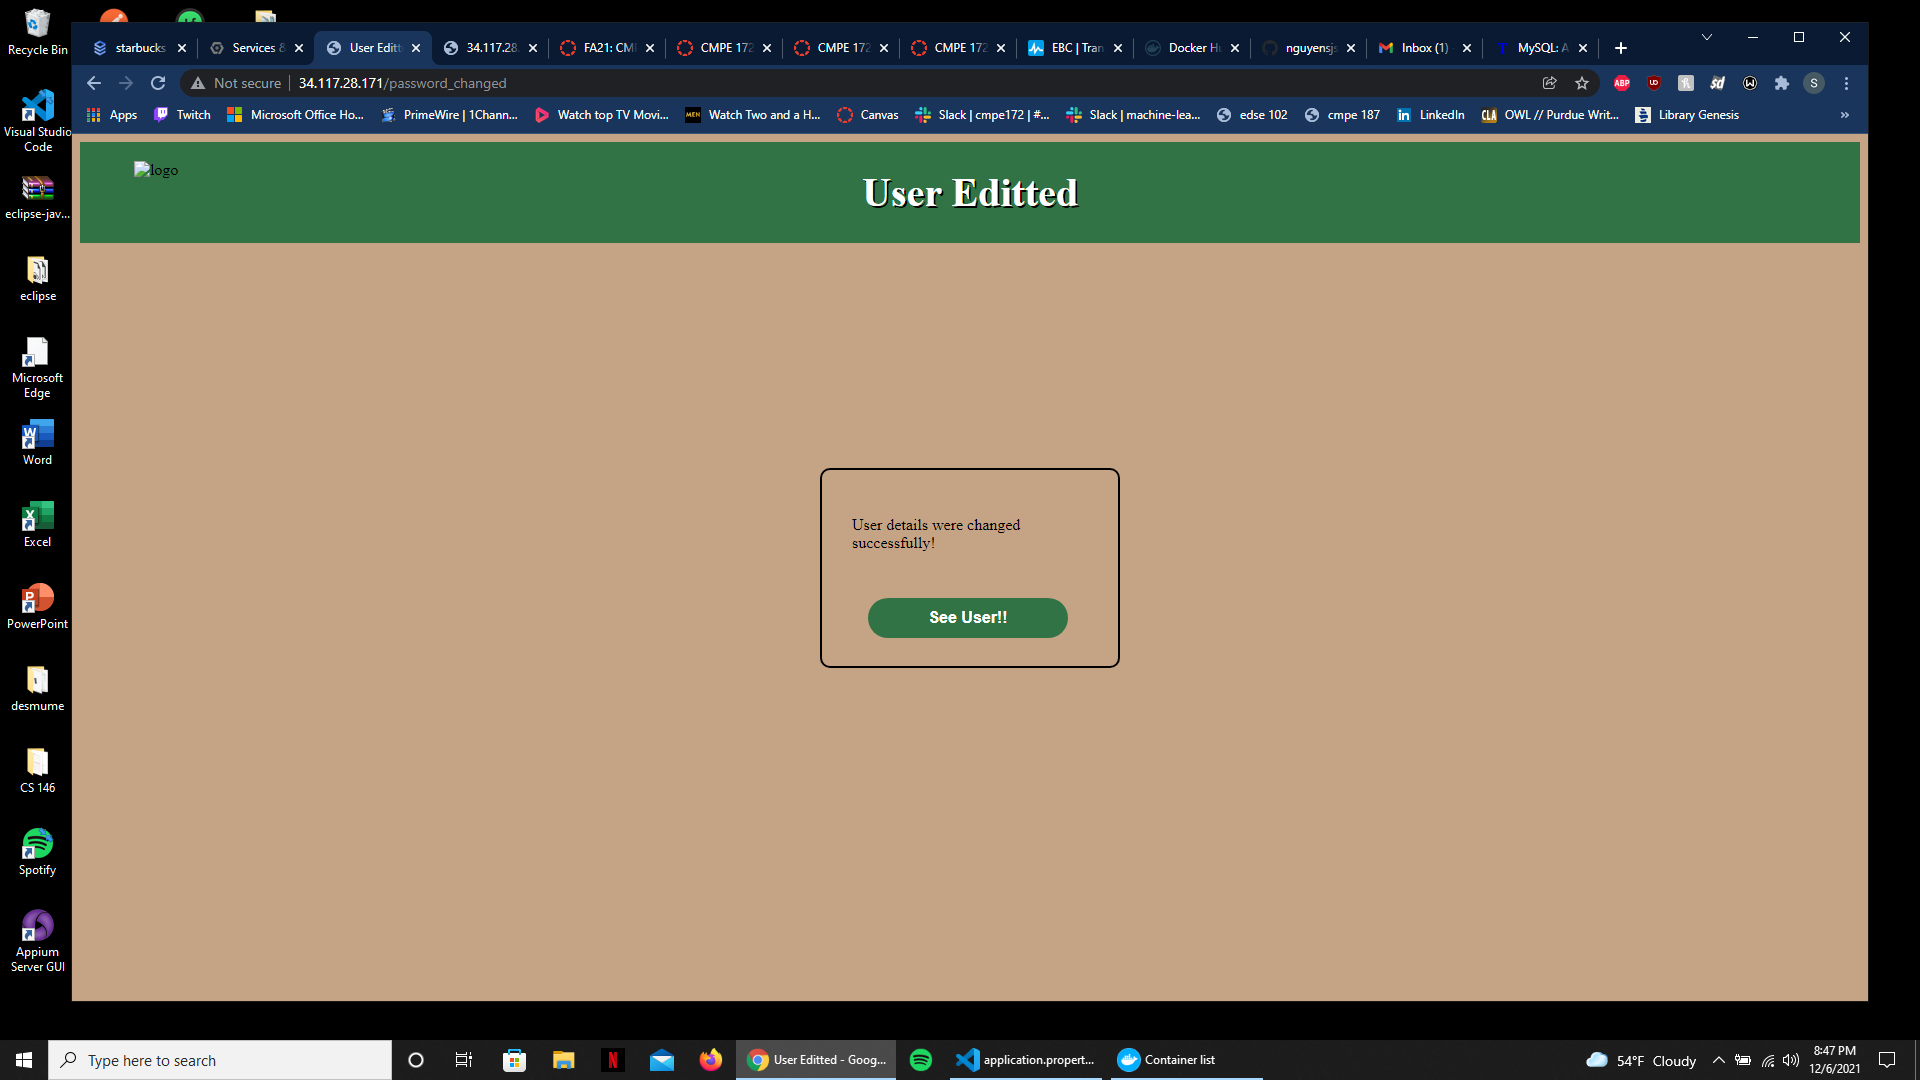 Recycle Bin
Visual Studio
Code
eclipse-jav...
eclipse
Microsoft
Edge
Word
Excel
PowerPoint
desmume
CS 146
Spotify
Appium
Server GUI
starbucks
Services &
User Editt
34.117.28.
FA21: CM
CMPE 172
CMPE 172
CMPE 172
EBC | Tran
Docker Hu
nguyensjs
Inbox (1)
MySQL: A
Not secure
34.117.28.171/password_changed
ABP
S
Apps
Twitch
Microsoft Office Ho...
PrimeWire | 1Chann...
Watch top TV Movi...
MEN
Watch Two and a H...
Canvas
Slack | cmpe172 | #...
Slack | machine-lea...
edse 102
cmpe 187
LinkedIn
CLA
OWL // Purdue Writ...
Library Genesis
»
logo
User Editted
User details were changed
successfully!
See User!!
Type here to search
User Editted - Goog...
application.propert...
Container list
54°F Cloudy
8:47 PM
12/6/2021